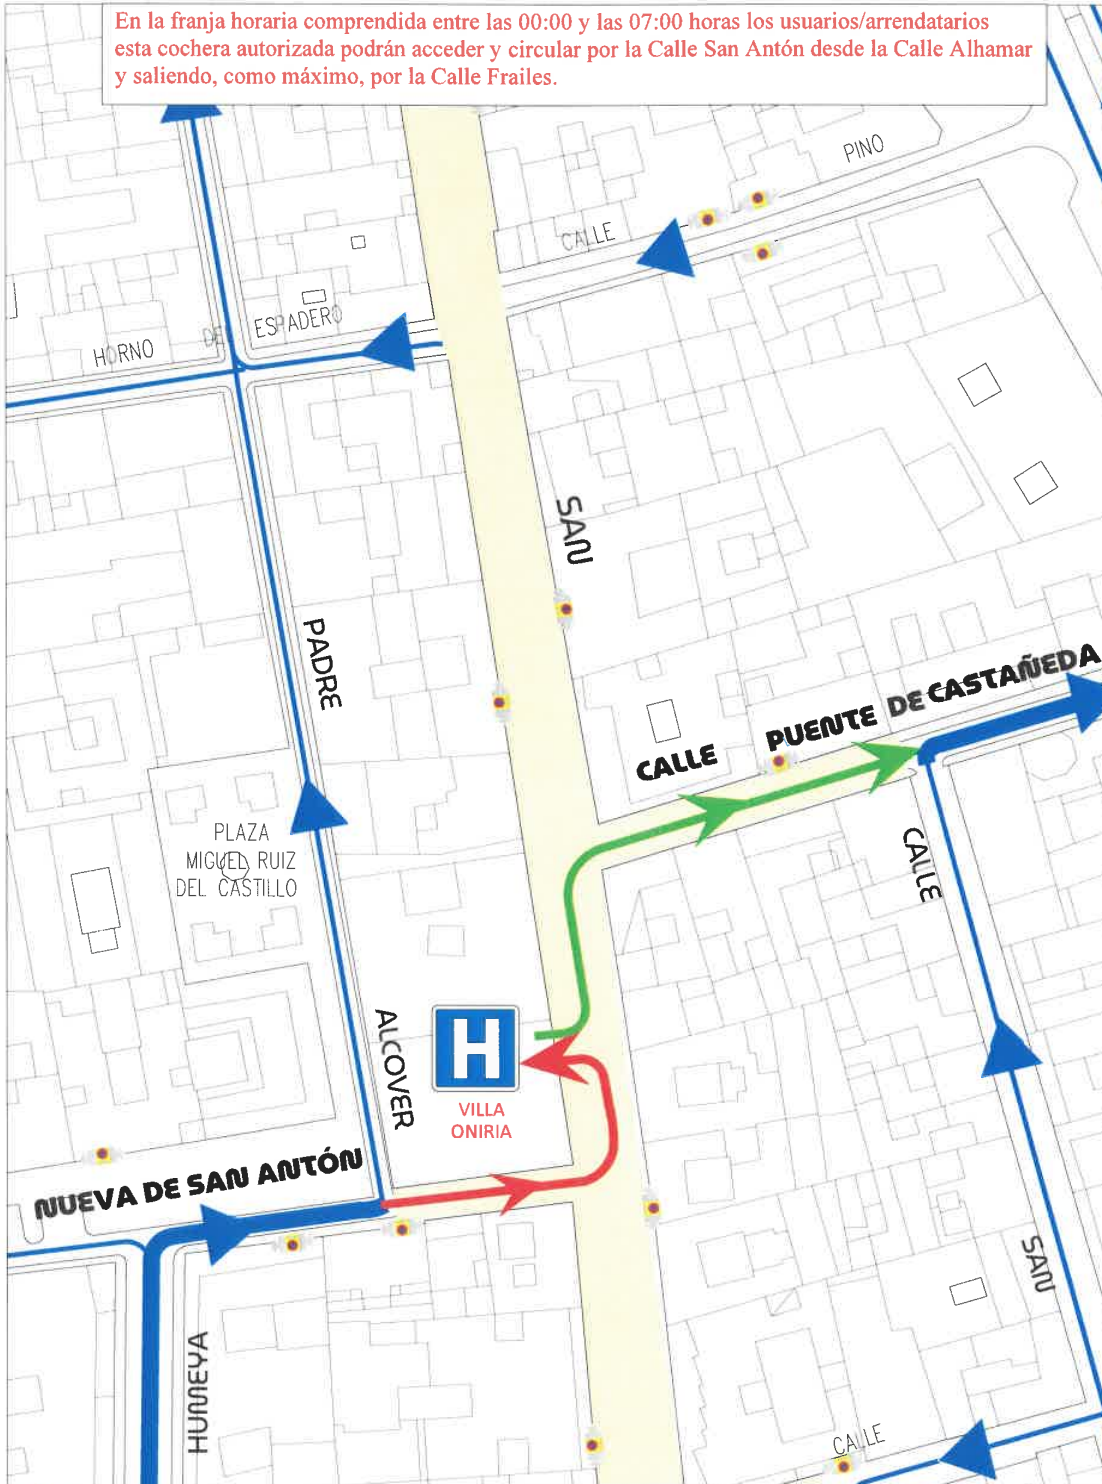 En la franja horaria comprendida entre las 00:00 y las 07:00 horas los usuarios/arrendatarios
esta cochera autorizada podrán acceder y circular por la Calle San Antón desde la Calle Alhamar
y saliendo, como máximo, por la Calle Frailes.
CALLE PINO
HORNO DEL ESPADERO
SAN
PADRE
CALLE PUENTE DE CASTAÑEDA
PLAZA
MIGUEL RUIZ
DEL CASTILLO
CALLE
ALCOVER
H
VILLA
ONIRIA
NUEVA DE SAN ANTÓN
SAN
HUMEYA
CALLE